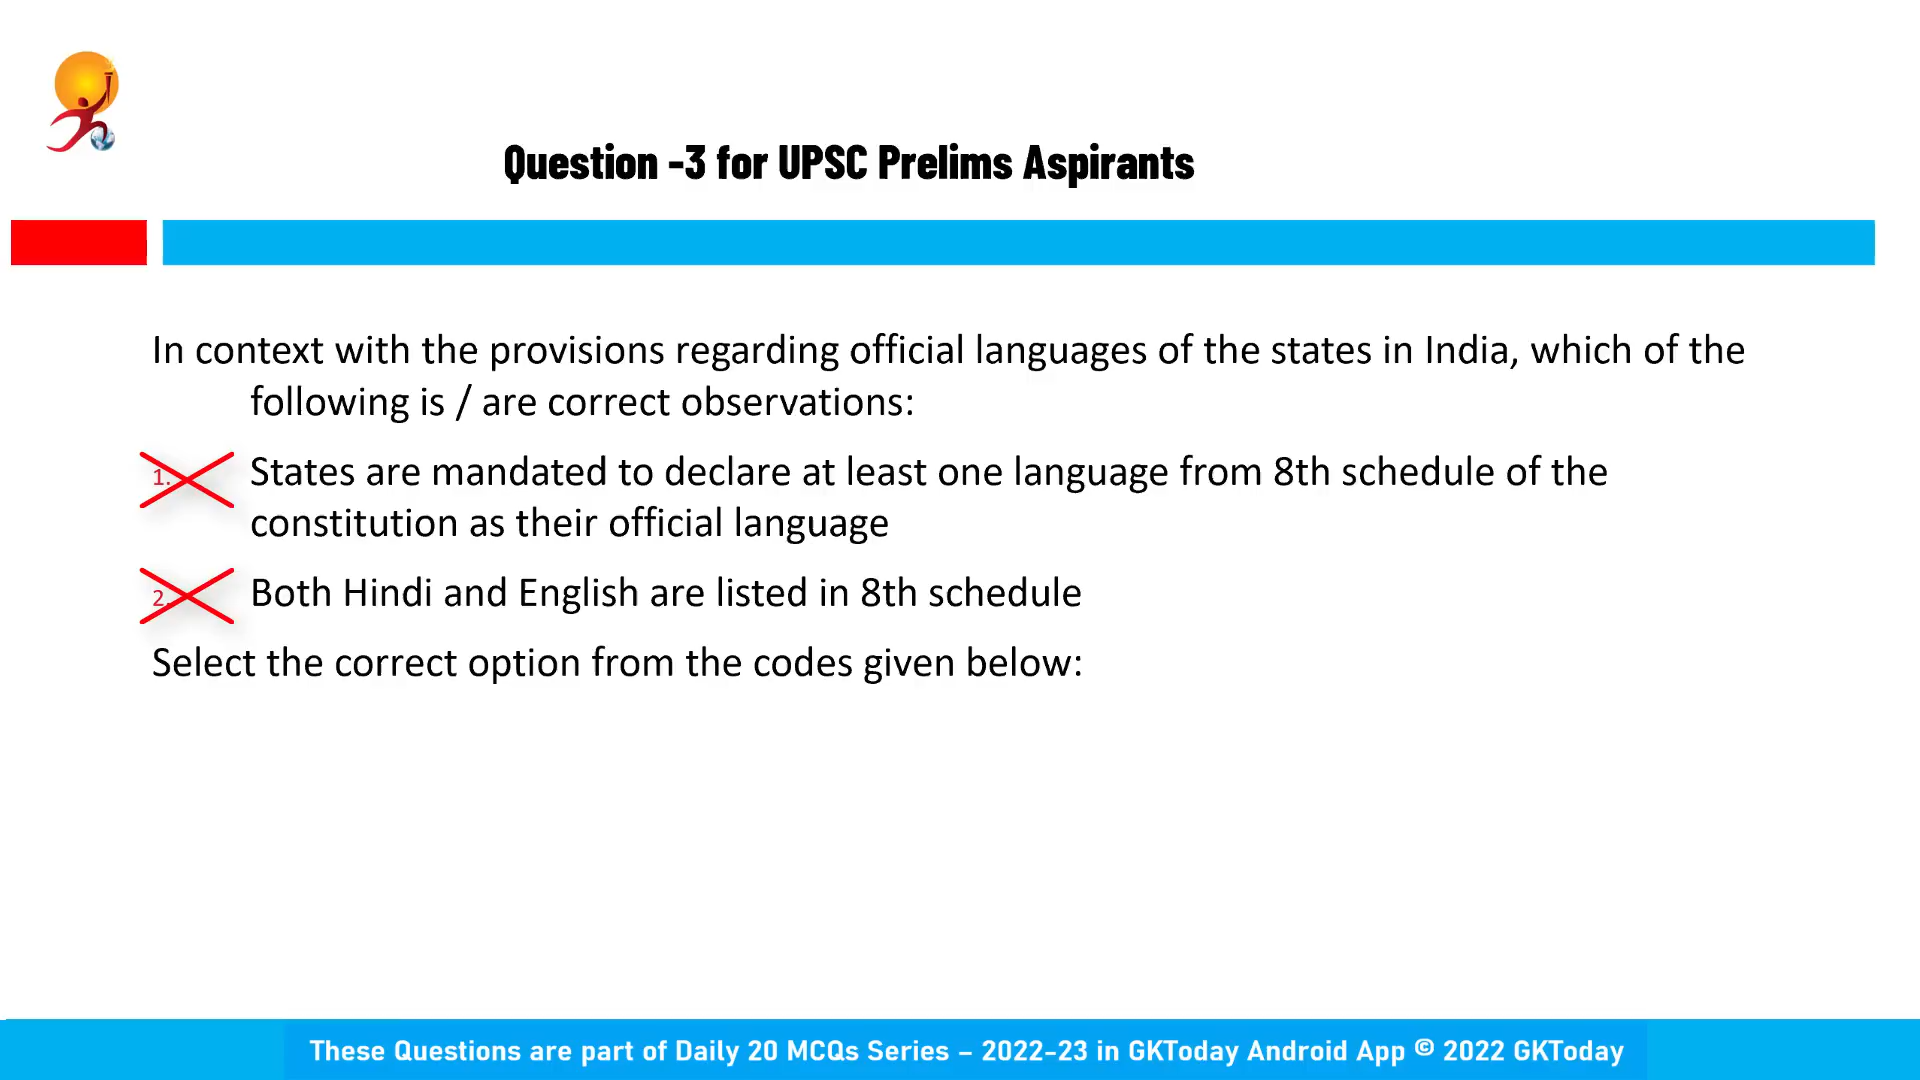 Question -3 for UPSC Prelims Aspirants
In context with the provisions regarding official languages of the states in India, which of the
following is / are correct observations:
1. States are mandated to declare at least one language from 8th schedule of the
constitution as their official language
2. Both Hindi and English are listed in 8th schedule
Select the correct option from the codes given below:
These Questions are part of Daily 20 MCQs Series – 2022-23 in GKToday Android App © 2022 GKToday